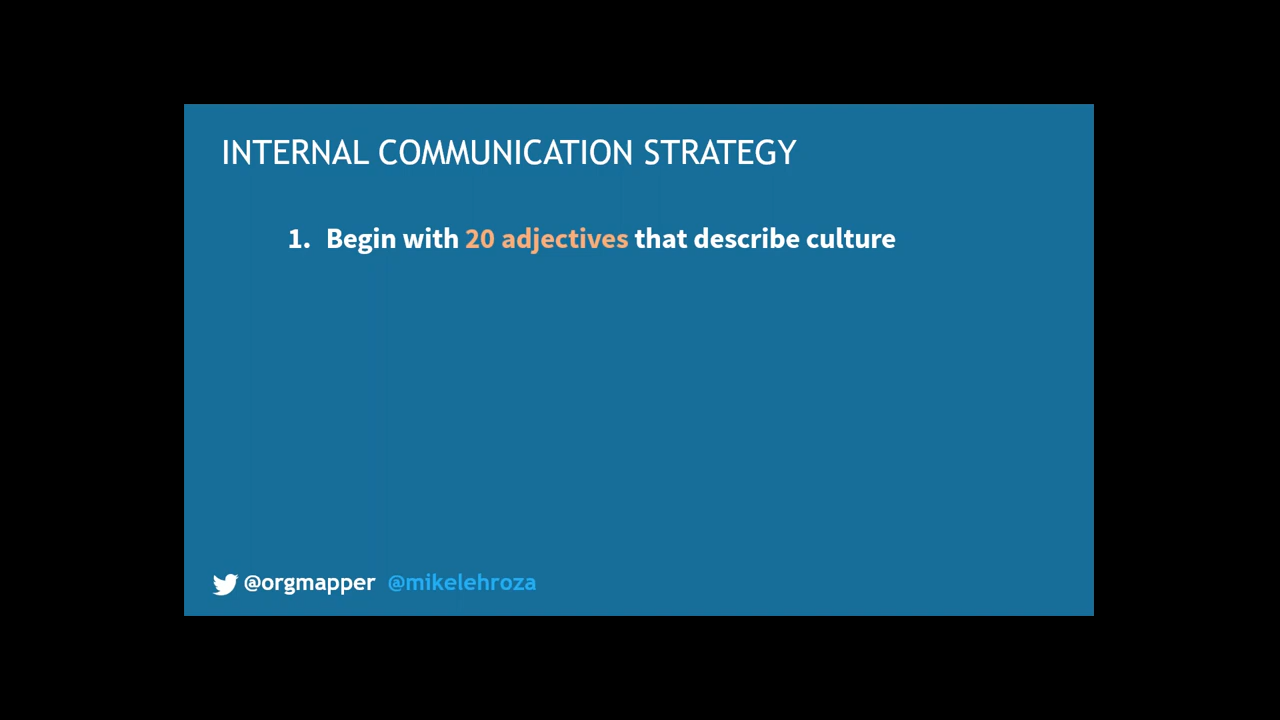 INTERNAL COMMUNICATION STRATEGY
1. Begin with 20 adjectives that describe culture
@orgmapper @mikelehroza